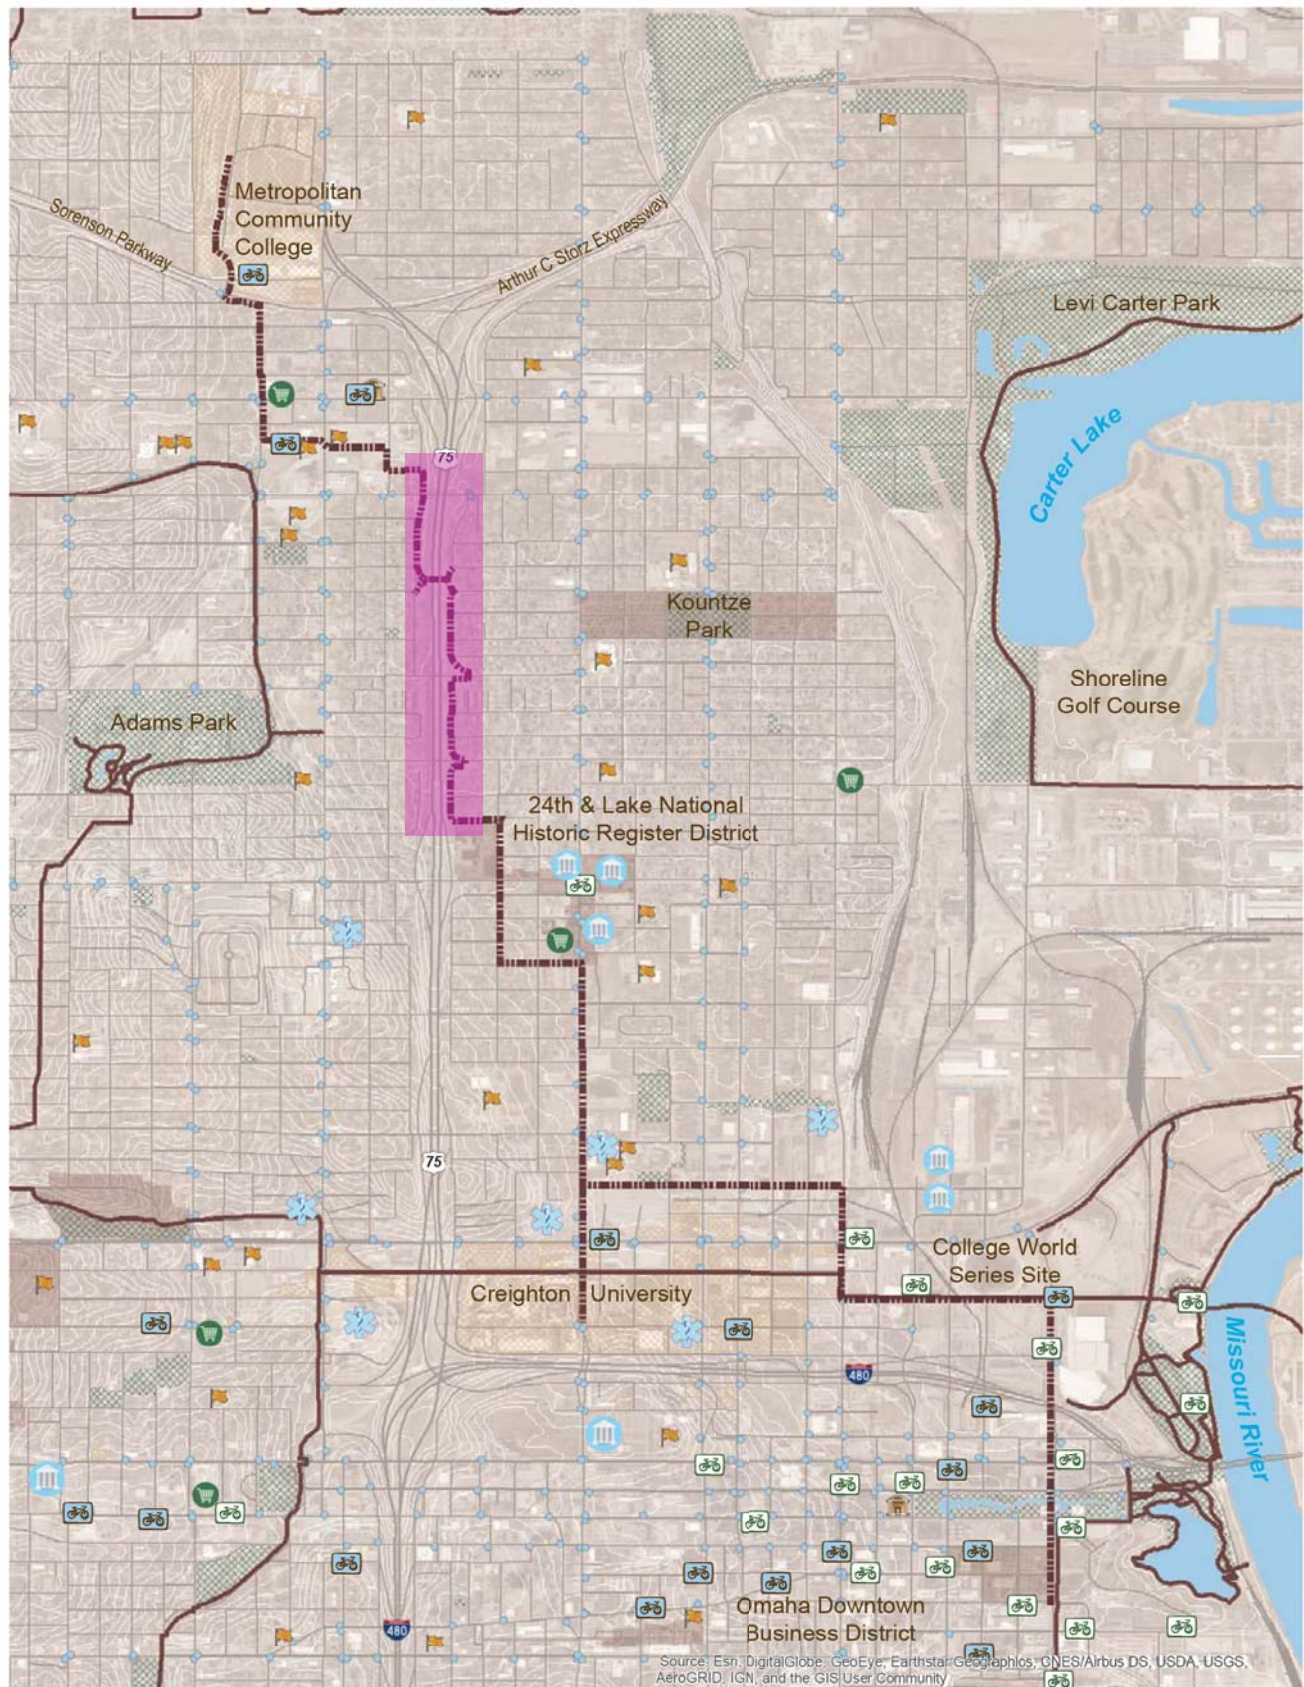 Metropolitan
Community
College
Sorenson Parkway
Arthur C Storz Expressway
Levi Carter Park
Carter Lake
75
Kountze
Park
Shoreline
Golf Course
Adams Park
24th & Lake National
Historic Register District
75
College World
Series Site
Creighton University
Missouri River
480
480
Omaha Downtown
Business District
Source: Esri, DigitalGlobe, GeoEye, Earthstar Geographics, CNES/Airbus DS, USDA, USGS,
AeroGRID, IGN, and the GIS User Community